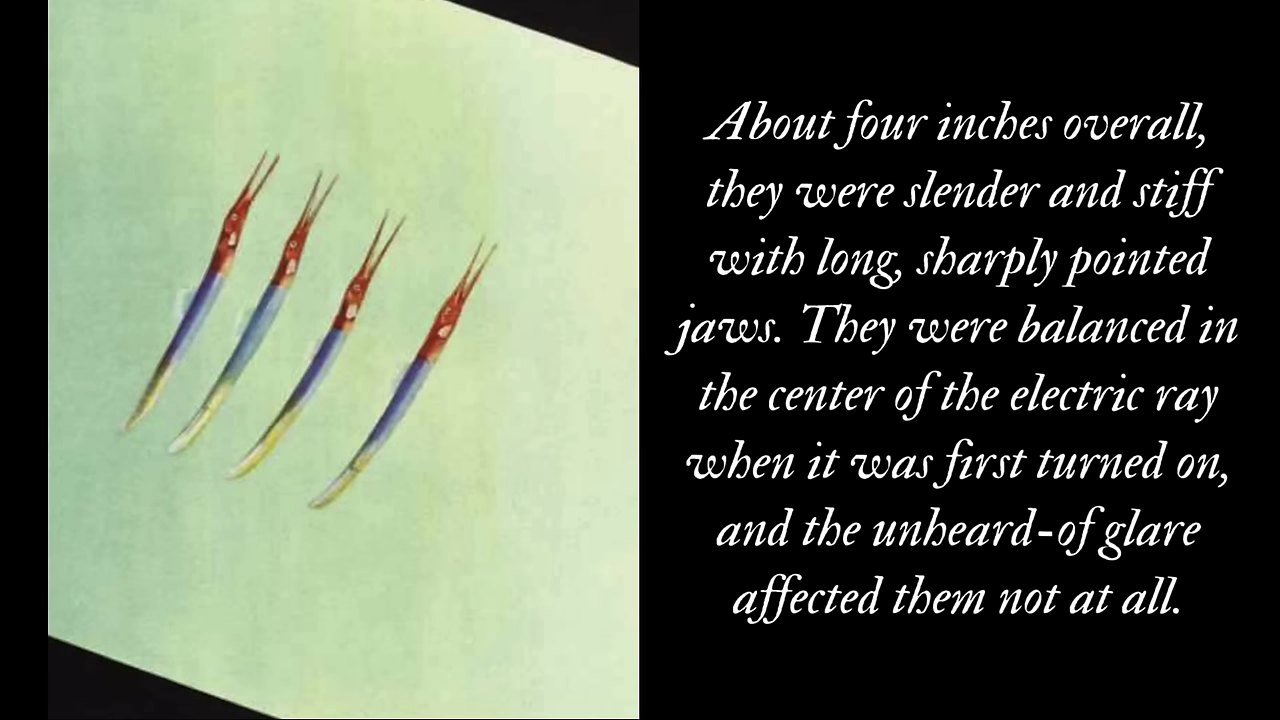 About four inches overall,
they were slender and stiff
with long, sharply pointed
jaws. They were balanced in
the center of the electric ray
when it was first turned on,
and the unheard-of glare
affected them not at all.